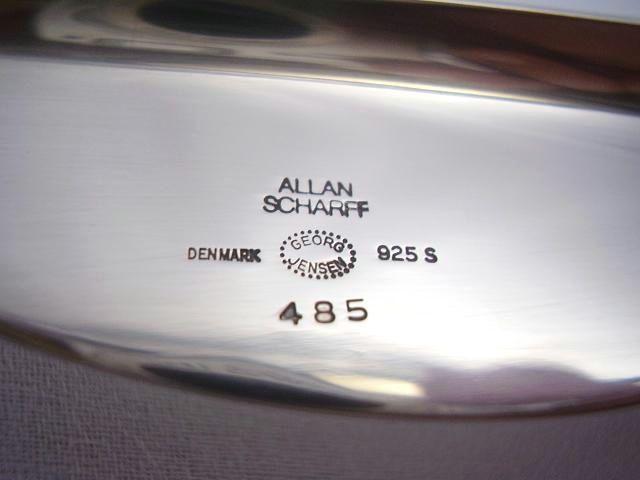 ALLAN
SCHARFF
DENMARK GEORG JENSEN 925 S
485